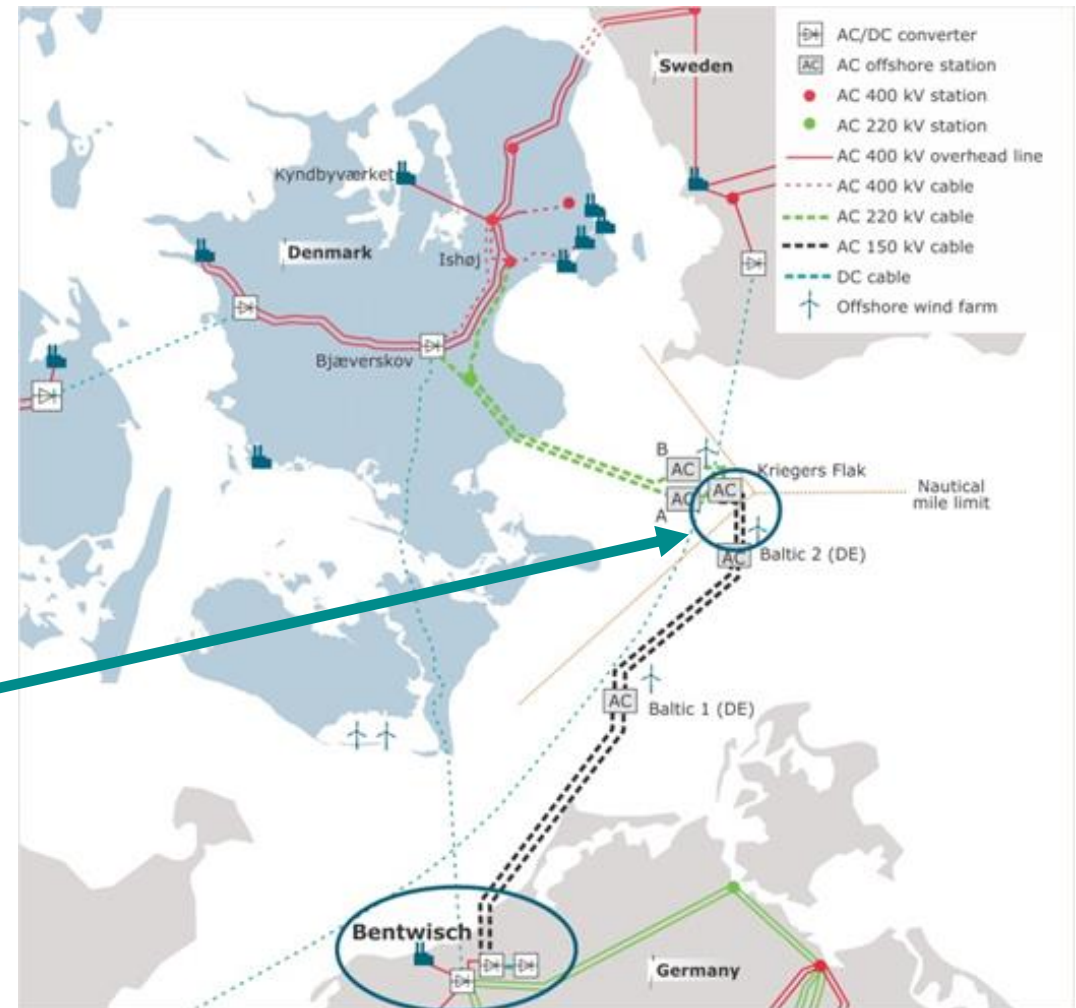 AC/DC converter
AC
AC offshore station
AC 400 kV station
AC 220 kV station
AC 400 kV overhead line
AC 400 kV cable
AC 220 kV cable
AC 150 kV cable
DC cable
Offshore wind farm
Sweden
Kyndbyværket
Denmark
Ishøj
Bjæverskov
B
AC
Kriegers Flak
AC
AC
A
Nautical
mile limit
AC
Baltic 2 (DE)
AC
Baltic 1 (DE)
Bentwisch
Germany